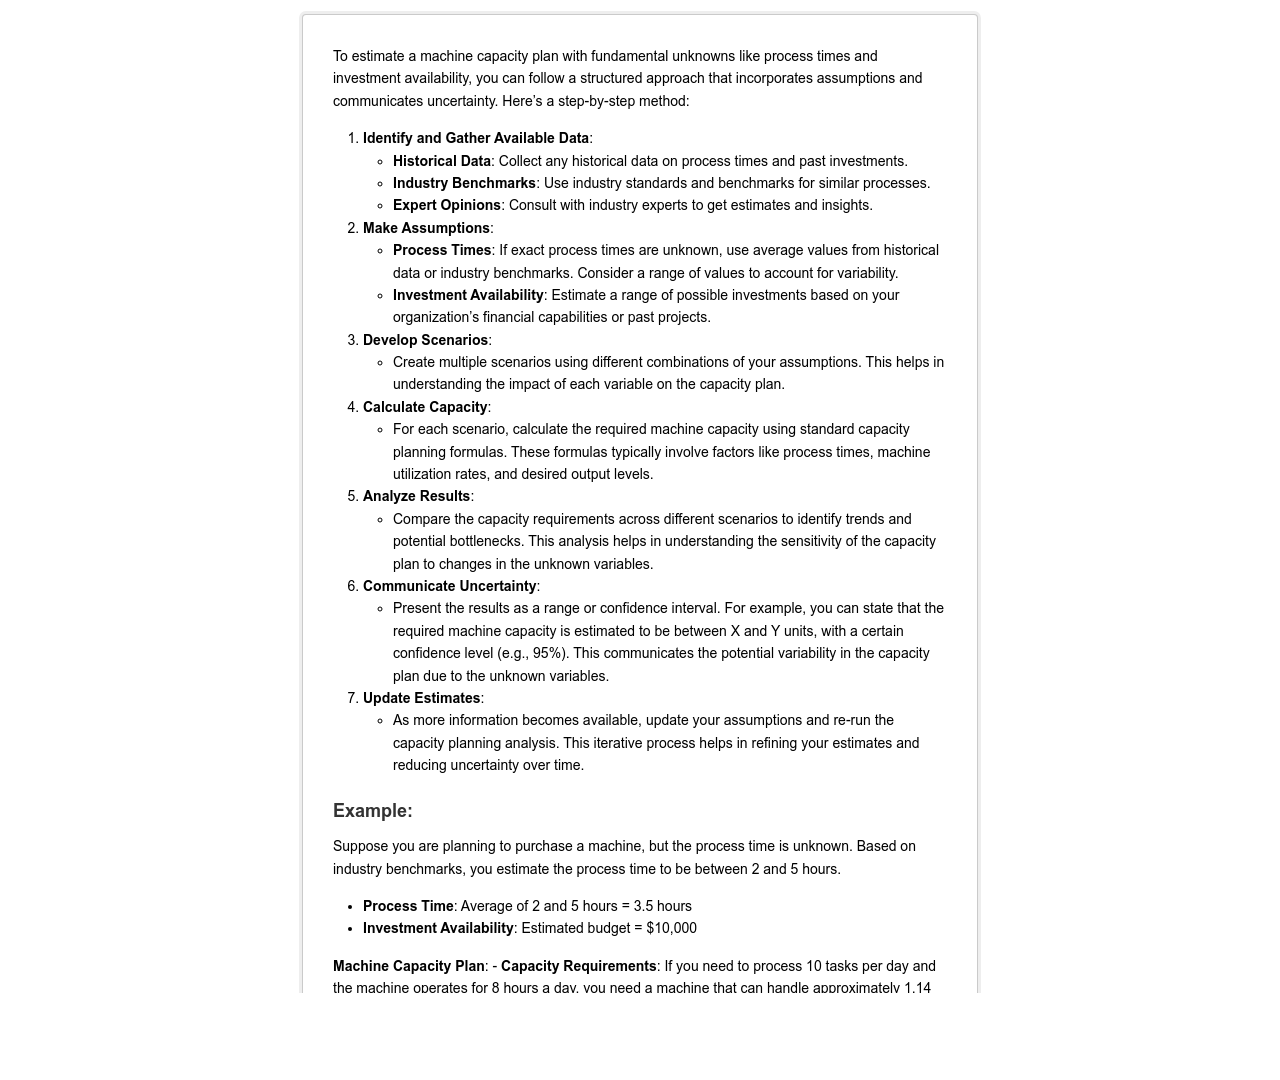 To estimate a machine capacity plan with fundamental unknowns like process times and
investment availability, you can follow a structured approach that incorporates assumptions and
communicates uncertainty. Here’s a step-by-step method:
1. Identify and Gather Available Data:
◦ Historical Data: Collect any historical data on process times and past investments.
◦ Industry Benchmarks: Use industry standards and benchmarks for similar processes.
◦ Expert Opinions: Consult with industry experts to get estimates and insights.
2. Make Assumptions:
◦ Process Times: If exact process times are unknown, use average values from historical
data or industry benchmarks. Consider a range of values to account for variability.
◦ Investment Availability: Estimate a range of possible investments based on your
organization’s financial capabilities or past projects.
3. Develop Scenarios:
◦ Create multiple scenarios using different combinations of your assumptions. This helps in
understanding the impact of each variable on the capacity plan.
4. Calculate Capacity:
◦ For each scenario, calculate the required machine capacity using standard capacity
planning formulas. These formulas typically involve factors like process times, machine
utilization rates, and desired output levels.
5. Analyze Results:
◦ Compare the capacity requirements across different scenarios to identify trends and
potential bottlenecks. This analysis helps in understanding the sensitivity of the capacity
plan to changes in the unknown variables.
6. Communicate Uncertainty:
◦ Present the results as a range or confidence interval. For example, you can state that the
required machine capacity is estimated to be between X and Y units, with a certain
confidence level (e.g., 95%). This communicates the potential variability in the capacity
plan due to the unknown variables.
7. Update Estimates:
◦ As more information becomes available, update your assumptions and re-run the
capacity planning analysis. This iterative process helps in refining your estimates and
reducing uncertainty over time.
Example:
Suppose you are planning to purchase a machine, but the process time is unknown. Based on
industry benchmarks, you estimate the process time to be between 2 and 5 hours.
• Process Time: Average of 2 and 5 hours = 3.5 hours
• Investment Availability: Estimated budget = $10,000
Machine Capacity Plan: - Capacity Requirements: If you need to process 10 tasks per day and
the machine operates for 8 hours a day, you need a machine that can handle approximately 1.14